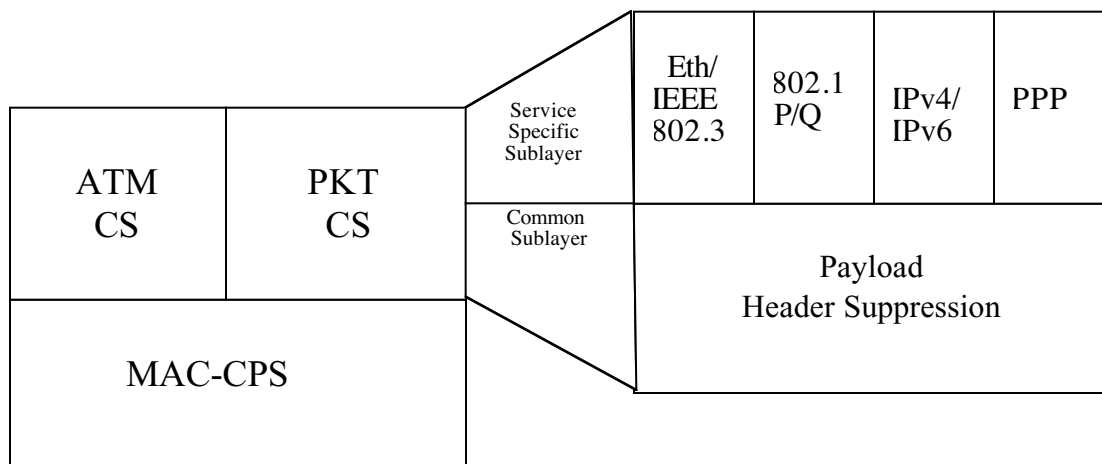 ATM
CS
PKT
CS
MAC-CPS
Service
Specific
Sublayer
Common
Sublayer
Eth/
IEEE
802.3
802.1
P/Q
IPv4/
IPv6
PPP
Payload
Header Suppression